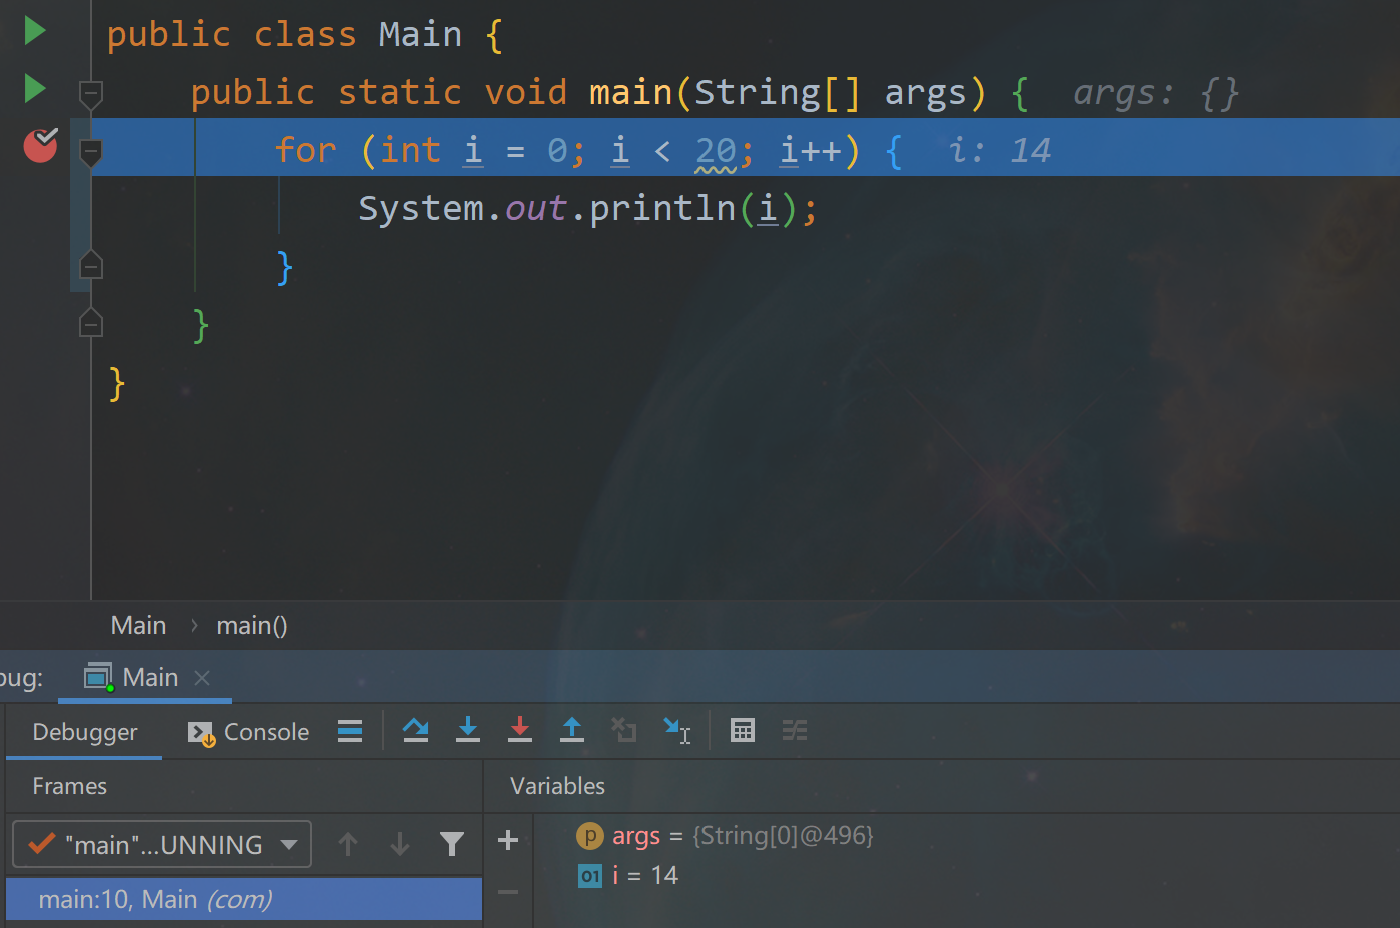 public class Main {
public static void main(String[] args) { args: {}
for (int i = 0; i < 20; i++) { i: 14
System.out.println(i);
}
}
}
Main › main()
bug: Main ×
Debugger Console
Frames Variables
"main"...UNNING
p args = {String[0]@496}
01 i = 14
main:10, Main (com)